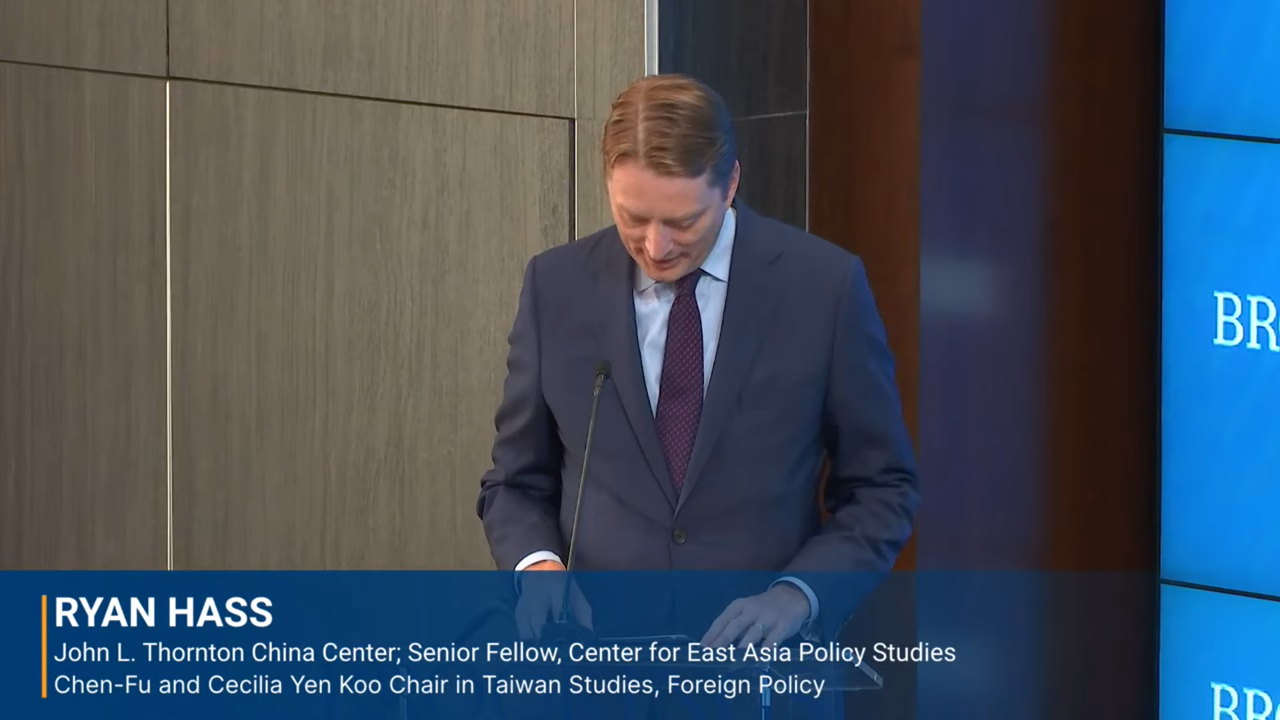 BR
RYAN HASS
John L. Thornton China Center; Senior Fellow, Center for East Asia Policy Studies
Chen-Fu and Cecilia Yen Koo Chair in Taiwan Studies, Foreign Policy
BRO